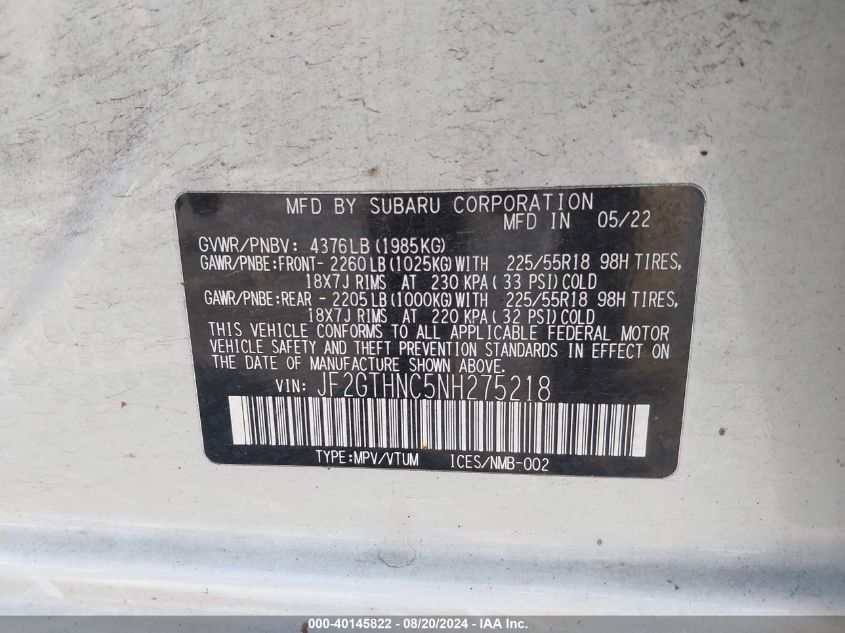 MFD BY SUBARU CORPORATION
MFD IN 05/22
GVWR/PNBV: 4376LB(1985KG)
GAWR/PNBE:FRONT- 2260LB(1025KG)WITH 225/55R18 98H TIRES,
18X7J RIMS AT 230 KPA(33 PSI)COLD
GAWR/PNBE:REAR - 2205LB(1000KG)WITH 225/55R18 98H TIRES,
18X7J RIMS AT 220 KPA(32 PSI)COLD
THIS VEHICLE CONFORMS TO ALL APPLICABLE FEDERAL MOTOR
VEHICLE SAFETY AND THEFT PREVENTION STANDARDS IN EFFECT ON
THE DATE OF MANUFACTURE SHOWN ABOVE.
VIN: JF2GTHNC5NH275218
TYPE:MPV/VTUM ICES/NMB-002
000-40145822 - 08/20/2024 - IAAI.com